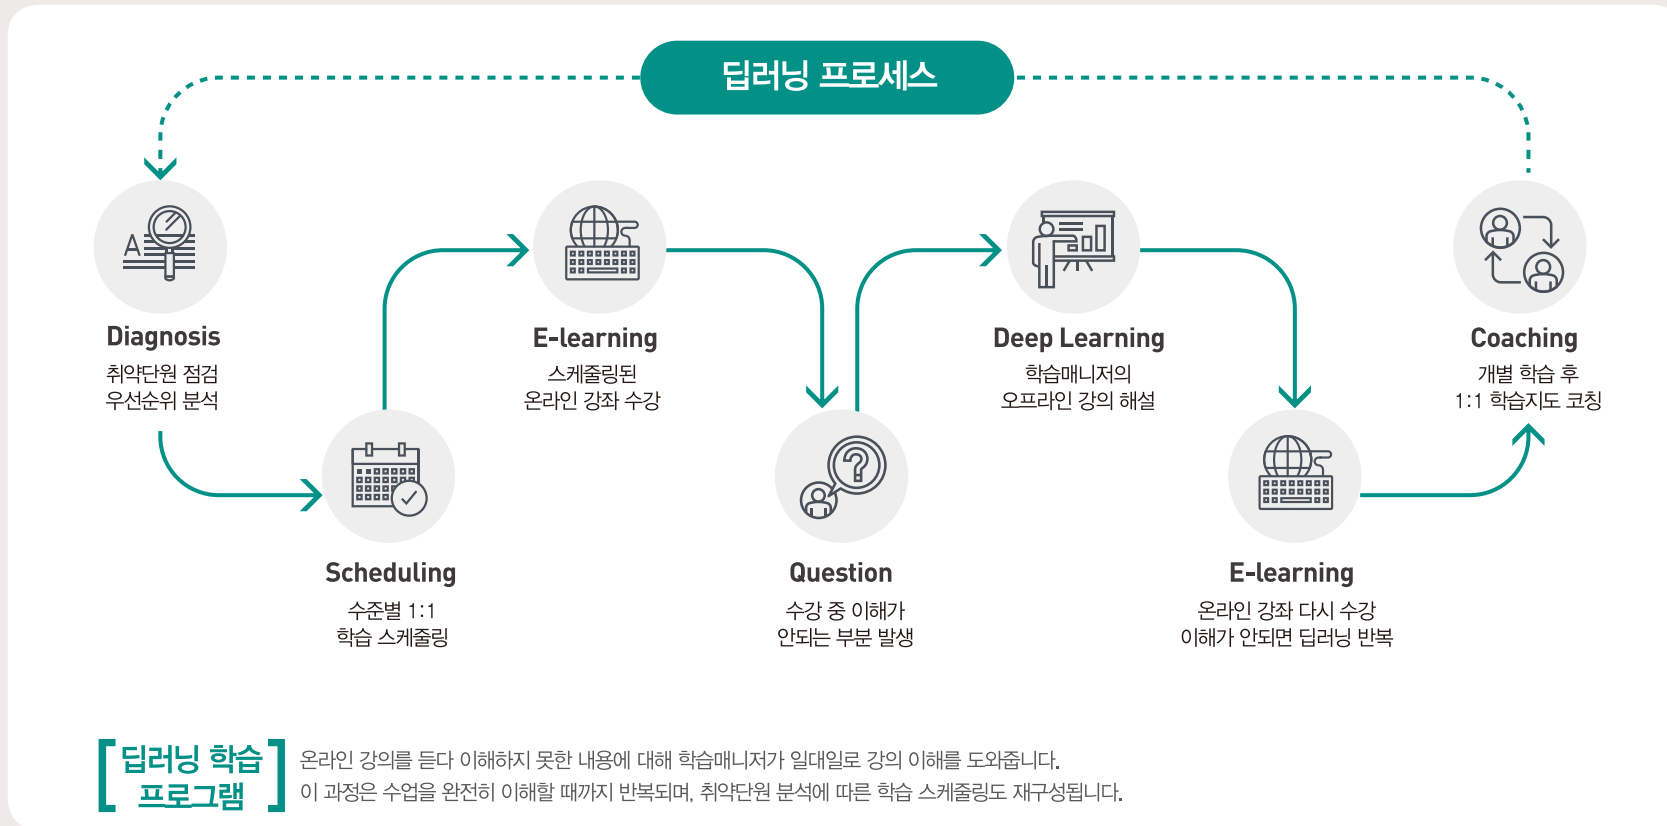 딥러닝 프로세스
Diagnosis
취약단원 점검
우선순위 분석
Scheduling
수준별 1:1
학습 스케줄링
E-learning
스케줄링된
온라인 강좌 수강
Question
수강 중 이해가
안되는 부분 발생
Deep Learning
학습매니저의
오프라인 강의 해설
E-learning
온라인 강좌 다시 수강
이해가 안되면 딥러닝 반복
Coaching
개별 학습 후
1:1 학습지도 코칭
[딥러닝 학습
프로그램]
온라인 강의를 듣다 이해하지 못한 내용에 대해 학습매니저가 일대일로 강의 이해를 도와줍니다.
이 과정은 수업을 완전히 이해할 때까지 반복되며, 취약단원 분석에 따른 학습 스케줄링도 재구성됩니다.